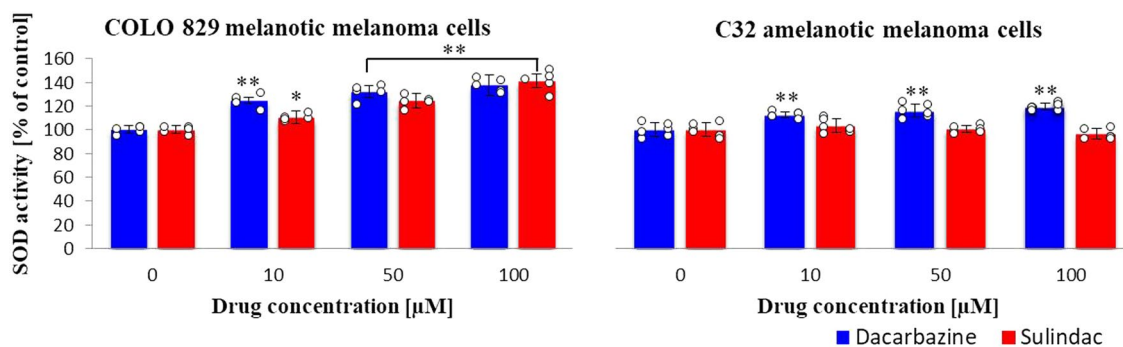 COLO 829 melanotic melanoma cells
C32 amelanotic melanoma cells
SOD activity [% of control]
160
140
120
100
80
60
40
20
0
** * **
** ** **
0 10 50 100
0 10 50 100
Drug concentration [µM]
Drug concentration [µM]
Dacarbazine Sulindac